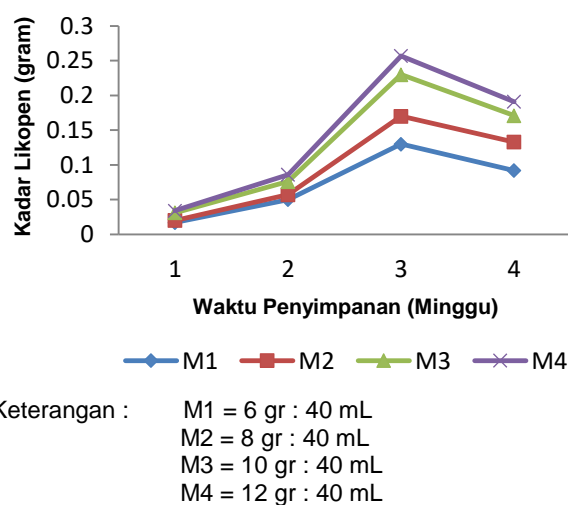 0.3
0.25
0.2
0.15
0.1
0.05
0
Kadar Likopen (gram)
1 2 3 4
Waktu Penyimpanan (Minggu)
M1 M2 M3 M4
Keterangan : M1 = 6 gr : 40 mL
M2 = 8 gr : 40 mL
M3 = 10 gr : 40 mL
M4 = 12 gr : 40 mL